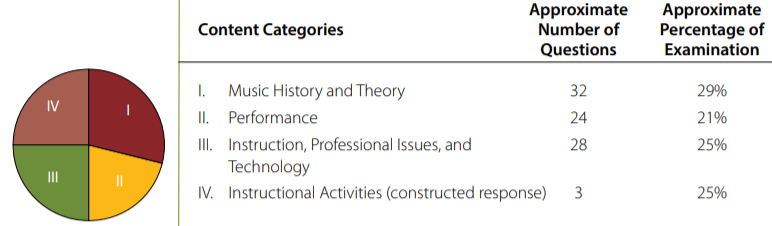 Content Categories
Approximate Number of Questions
Approximate Percentage of Examination
I. Music History and Theory 32 29%
II. Performance 24 21%
III. Instruction, Professional Issues, and 28 25%
Technology
IV. Instructional Activities (constructed response) 3 25%
IV
I
III
II